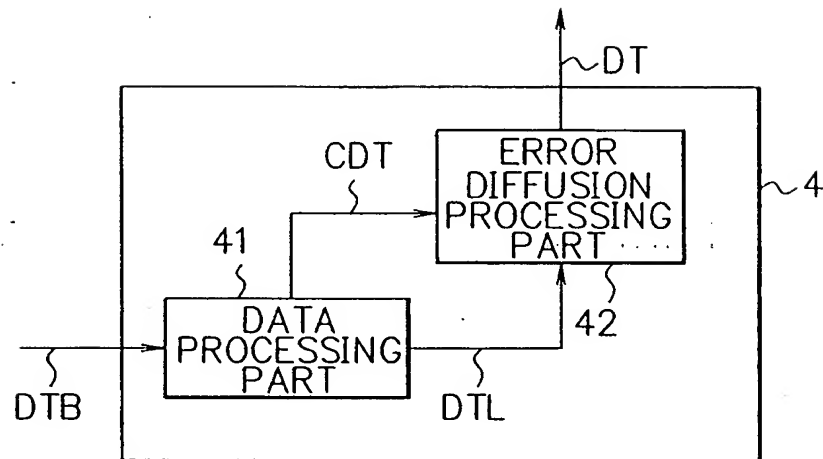 DT
CDT
ERROR
DIFFUSION
PROCESSING
PART
4
41
42
DATA
PROCESSING
PART
DTB
DTL